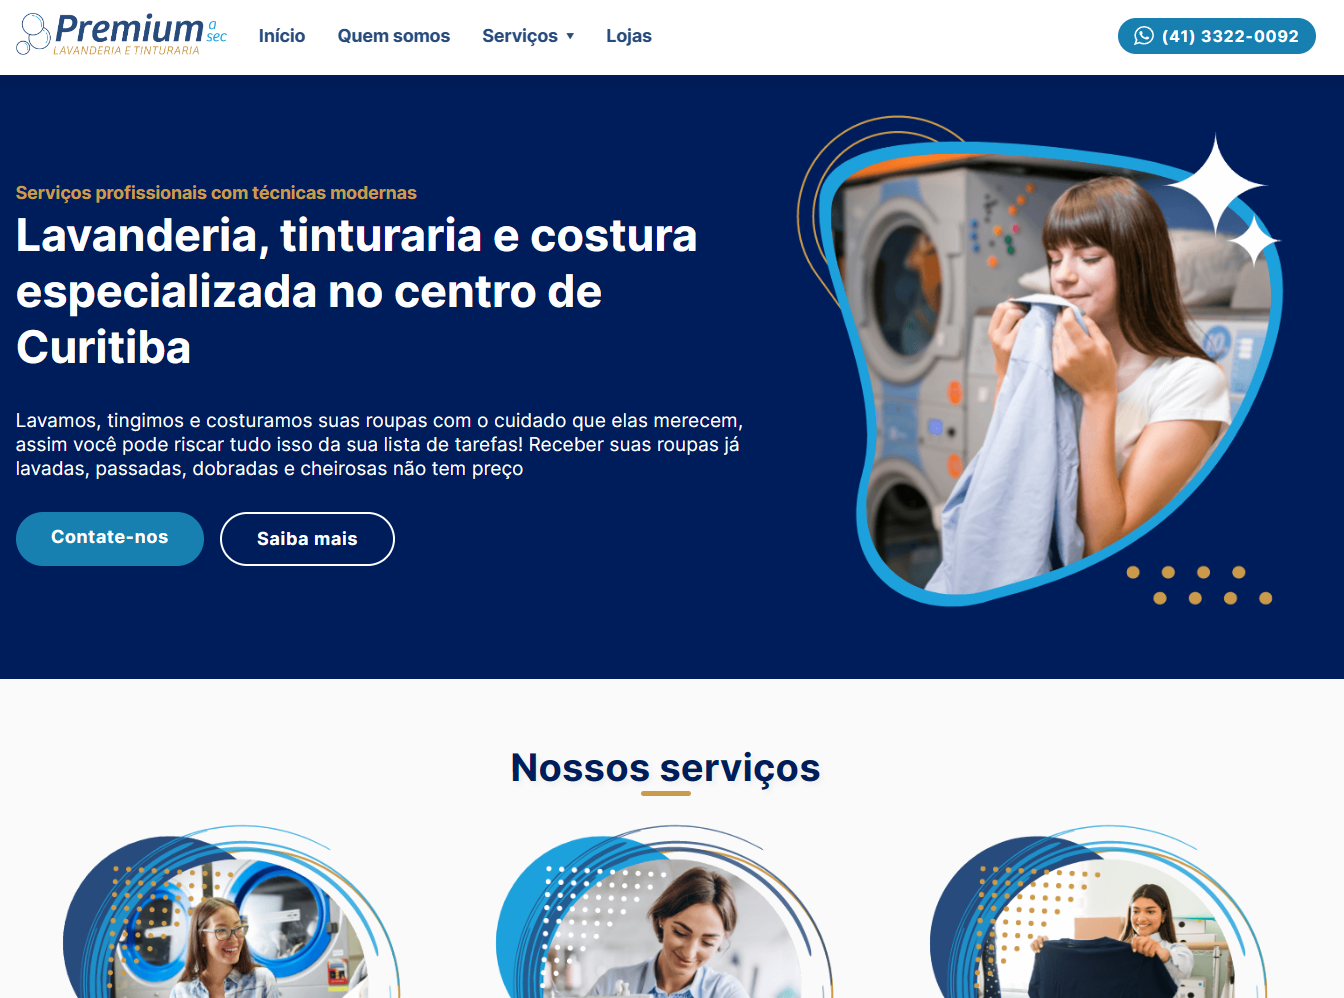 Premium a sec
LAVANDERIA E TINTURARIA
Início
Quem somos
Serviços
Lojas
(41) 3322-0092
Serviços profissionais com técnicas modernas
Lavanderia, tinturaria e costura
especializada no centro de
Curitiba
Lavamos, tingimos e costuramos suas roupas com o cuidado que elas merecem,
assim você pode riscar tudo isso da sua lista de tarefas! Receber suas roupas já
lavadas, passadas, dobradas e cheirosas não tem preço
Contate-nos
Saiba mais
Nossos serviços